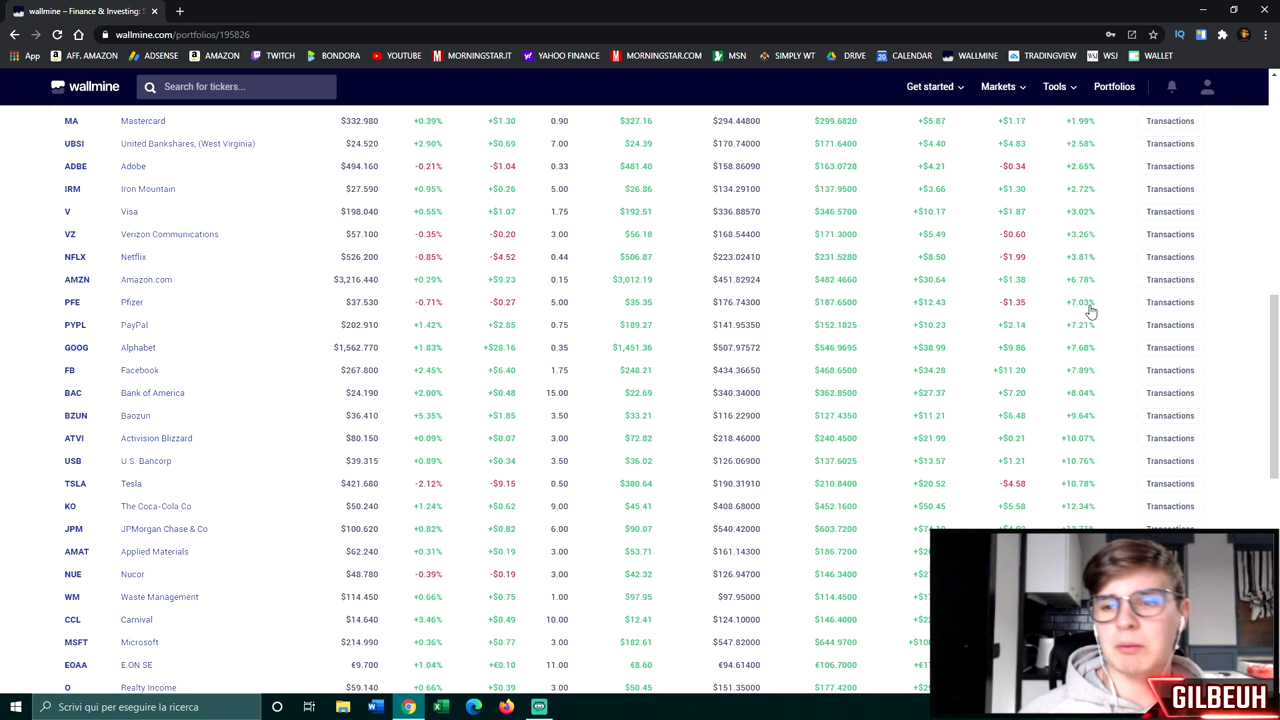 wallmine – Finance & Investing
wallmine.com/portfolios/195826
AFF. AMAZON ADSENSE AMAZON TWITCH BONDORA YOUTUBE MORNINGSTAR.IT YAHOO FINANCE MORNINGSTAR.COM MSN SIMPLY WT DRIVE CALENDAR WALLMINE TRADINGVIEW WSJ WALLET
wallmine Search for tickers... Get started Markets Tools Portfolios
MA Mastercard $332.980 +0.39% +$1.30 0.90 $327.16 $294.44800 $299.6820 +$5.87 +$1.17 +1.99% Transactions
UBSI United Bankshares, (West Virginia) $24.520 +2.90% +$0.69 7.00 $24.39 $170.74000 $171.6400 +$4.40 +$4.83 +2.58% Transactions
ADBE Adobe $494.160 -0.21% -$1.04 0.33 $481.40 $158.86090 $163.0728 +$4.21 -$0.34 +2.65% Transactions
IRM Iron Mountain $27.590 +0.95% +$0.26 5.00 $26.86 $134.29100 $137.9500 +$3.66 +$1.30 +2.72% Transactions
V Visa $198.040 +0.55% +$1.07 1.75 $192.51 $336.88570 $346.5700 +$10.17 +$1.87 +3.02% Transactions
VZ Verizon Communications $57.100 -0.35% -$0.20 3.00 $56.18 $168.54400 $171.3000 +$5.49 -$0.60 +3.26% Transactions
NFLX Netflix $526.200 -0.85% -$4.52 0.44 $506.87 $223.02410 $231.5280 +$8.50 -$1.99 +3.81% Transactions
AMZN Amazon.com $3,216.440 +0.29% +$9.23 0.15 $3,012.19 $451.82924 $482.4660 +$30.64 +$1.38 +6.78% Transactions
PFE Pfizer $37.530 -0.71% -$0.27 5.00 $35.35 $176.74300 $187.6500 +$12.43 -$1.35 +7.03% Transactions
PYPL PayPal $202.910 +1.42% +$2.85 0.75 $189.27 $141.95350 $152.1825 +$10.23 +$2.14 +7.21% Transactions
GOOG Alphabet $1,562.770 +1.83% +$28.16 0.35 $1,451.36 $507.97572 $546.9695 +$38.99 +$9.86 +7.68% Transactions
FB Facebook $267.800 +2.45% +$6.40 1.75 $248.21 $434.36650 $468.6500 +$34.28 +$11.20 +7.89% Transactions
BAC Bank of America $24.190 +2.00% +$0.48 15.00 $22.69 $340.34000 $362.8500 +$27.37 +$7.20 +8.04% Transactions
BZUN Baozun $36.410 +5.35% +$1.85 3.50 $33.21 $116.22900 $127.4350 +$11.21 +$6.48 +9.64% Transactions
ATVI Activision Blizzard $80.150 +0.09% +$0.07 3.00 $72.82 $218.46000 $240.4500 +$21.99 +$0.21 +10.07% Transactions
USB U.S. Bancorp $39.315 +0.89% +$0.34 3.50 $36.02 $126.06900 $137.6025 +$13.57 +$1.21 +10.76% Transactions
TSLA Tesla $421.680 -2.12% -$9.15 0.50 $380.64 $190.31910 $210.8400 +$20.52 -$4.58 +10.78% Transactions
KO The Coca-Cola Co $50.240 +1.24% +$0.62 9.00 $45.41 $408.68000 $452.1600 +$50.45 +$5.58 +12.34% Transactions
JPM JPMorgan Chase & Co $100.620 +0.82% +$0.82 6.00 $90.07 $540.42000 $603.7200
AMAT Applied Materials $62.240 +0.31% +$0.19 3.00 $53.71 $161.14300 $186.7200
NUE Nucor $48.780 -0.39% -$0.19 3.00 $42.32 $126.94700 $146.3400
WM Waste Management $114.450 +0.66% +$0.75 1.00 $97.95 $97.95000 $114.4500
CCL Carnival $14.640 +3.46% +$0.49 10.00 $12.41 $124.10000 $146.4000
MSFT Microsoft $214.990 +0.36% +$0.77 3.00 $182.61 $547.82000 $644.9700
EOAA E.ON SE €9.700 +1.04% +€0.10 11.00 €8.60 €94.61400 €106.7000
O Realty Income $59.140 +0.66% +$0.39 3.00 $50.45 $151.35000 $177.4200
GILBEUH
Scrivi qui per eseguire la ricerca